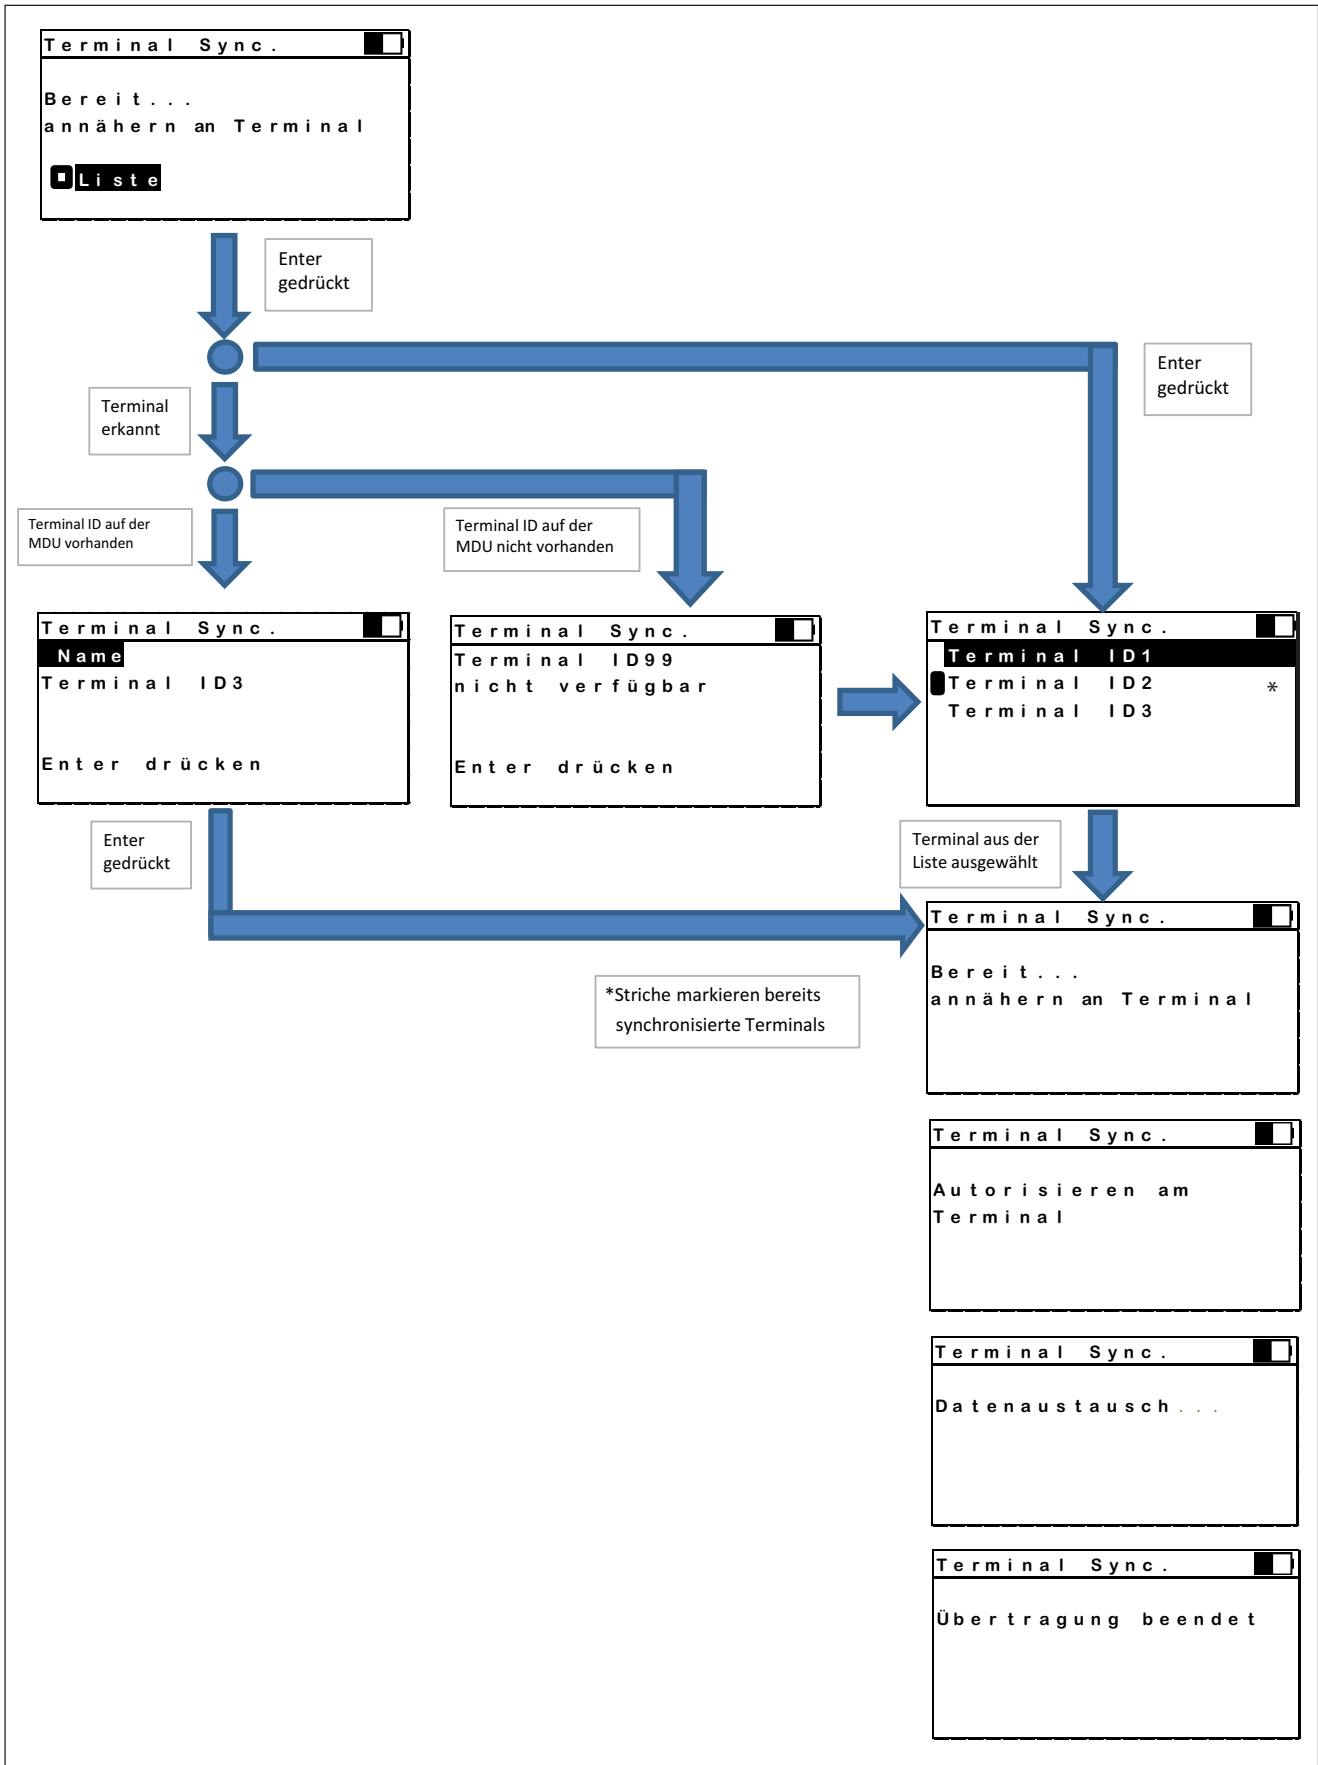 Terminal Sync.
Bereit...
annähern an Terminal
Liste
Enter
gedrückt
Enter
gedrückt
Terminal
erkannt
Terminal ID auf der
MDU vorhanden
Terminal ID auf der
MDU nicht vorhanden
Terminal Sync.
Name
Terminal ID3
Enter drücken
Terminal Sync.
Terminal ID99
nicht verfügbar
Enter drücken
Terminal Sync.
Terminal ID1
Terminal ID2 *
Terminal ID3
Enter
gedrückt
Terminal aus der
Liste ausgewählt
Terminal Sync.
Bereit...
annähern an Terminal
*Striche markieren bereits
synchronisierte Terminals
Terminal Sync.
Autorisieren am
Terminal
Terminal Sync.
Datenaustausch...
Terminal Sync.
Übertragung beendet